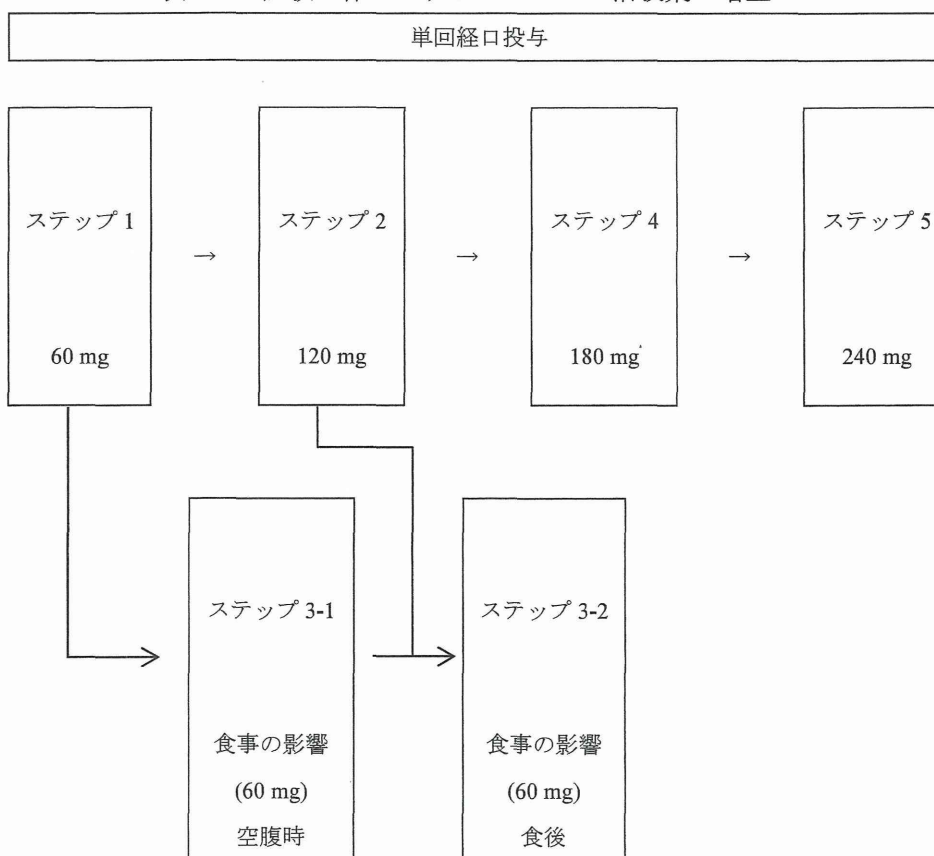 単回経口投与
ステップ 1
→
ステップ 2
→
ステップ 4
→
ステップ 5
60 mg
120 mg
180 mg
240 mg
ステップ 3-1
ステップ 3-2
食事の影響
(60 mg)
空腹時
食事の影響
(60 mg)
食後